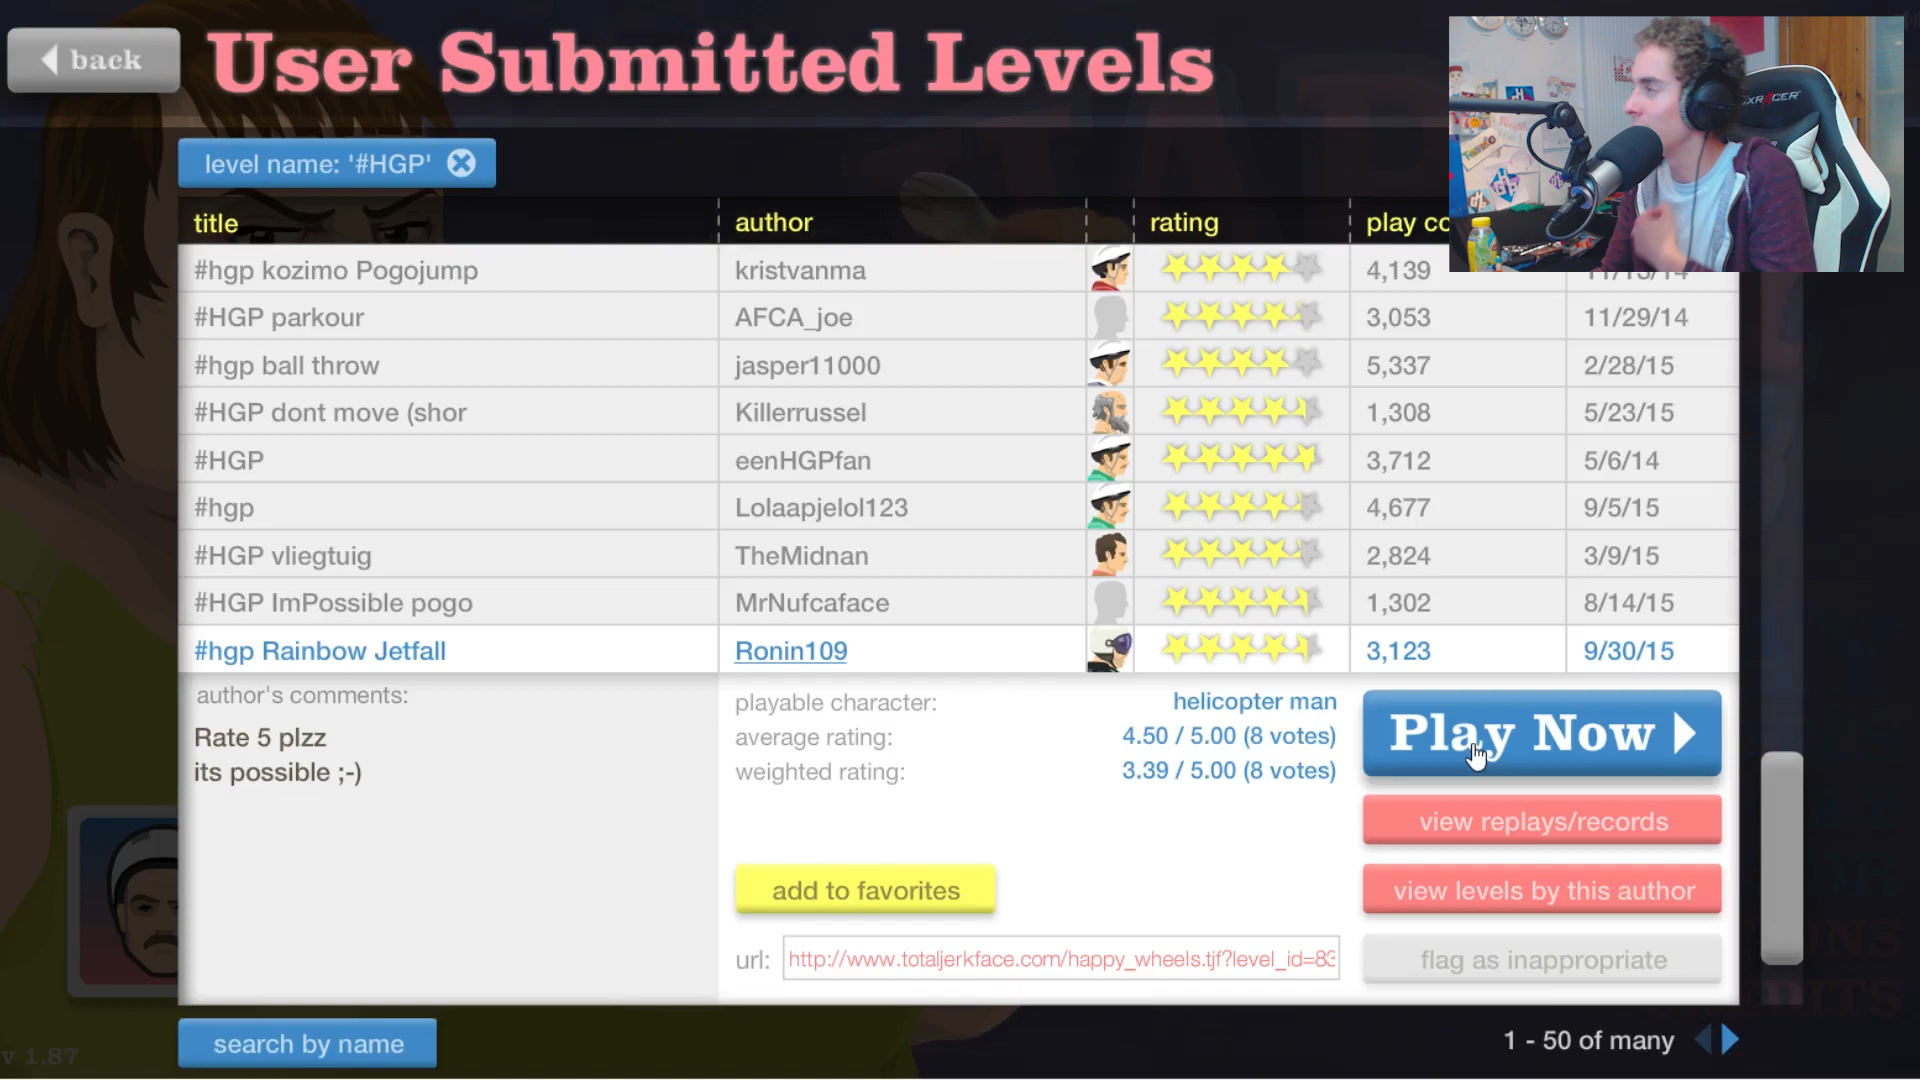 back
User Submitted Levels
level name: '#HGP'
title author rating play co
#hgp kozimo Pogojump kristvanma 4,139 11/13/14
#HGP parkour AFCA_joe 3,053 11/29/14
#hgp ball throw jasper11000 5,337 2/28/15
#HGP dont move (shor Killerrussel 1,308 5/23/15
#HGP eenHGPfan 3,712 5/6/14
#hgp Lolaapjelol123 4,677 9/5/15
#HGP vliegtuig TheMidnan 2,824 3/9/15
#HGP ImPossible pogo MrNufcaface 1,302 8/14/15
#hgp Rainbow Jetfall Ronin109 3,123 9/30/15
author's comments:
Rate 5 plzz
its possible ;-)
playable character: helicopter man
average rating: 4.50 / 5.00 (8 votes)
weighted rating: 3.39 / 5.00 (8 votes)
Play Now
view replays/records
add to favorites
view levels by this author
url: http://www.totaljerkface.com/happy_wheels.tjf?level_id=83
flag as inappropriate
search by name
1 - 50 of many
v 1.87